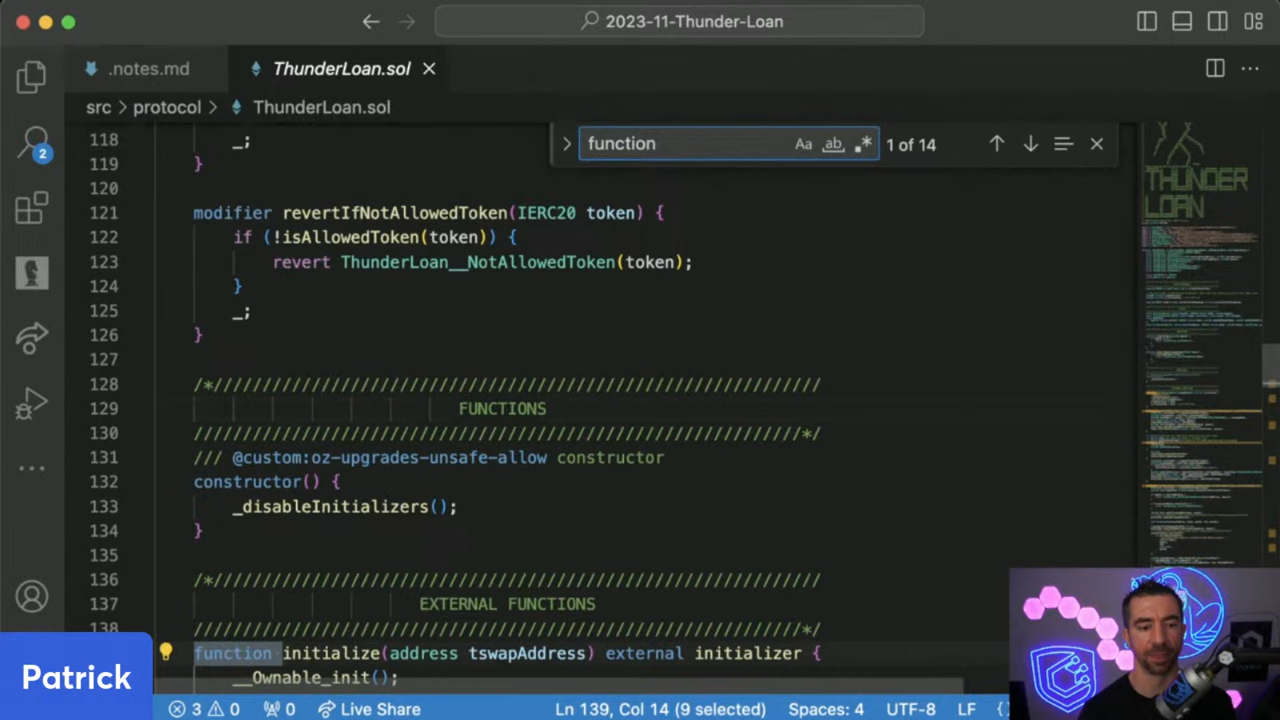 2023-11-Thunder-Loan
.notes.md
ThunderLoan.sol
src > protocol > ThunderLoan.sol
function
Aa ab .* 1 of 14
118 _;
119 }
120
121 modifier revertIfNotAllowedToken(IERC20 token) {
122 if (!isAllowedToken(token)) {
123 revert ThunderLoan__NotAllowedToken(token);
124 }
125 _;
126 }
127
128 /*////////////////////////////////////////////////////////////////
129 FUNCTIONS
130 //////////////////////////////////////////////////////////////*/
131 /// @custom:oz-upgrades-unsafe-allow constructor
132 constructor() {
133 _disableInitializers();
134 }
135
136 /*////////////////////////////////////////////////////////////////
137 EXTERNAL FUNCTIONS
138 //////////////////////////////////////////////////////////////*/
function initialize(address tswapAddress) external initializer {
__Ownable_init();
THUNDER
LOAN
2
Patrick
3 0 0 Live Share Ln 139, Col 14 (9 selected) Spaces: 4 UTF-8 LF {